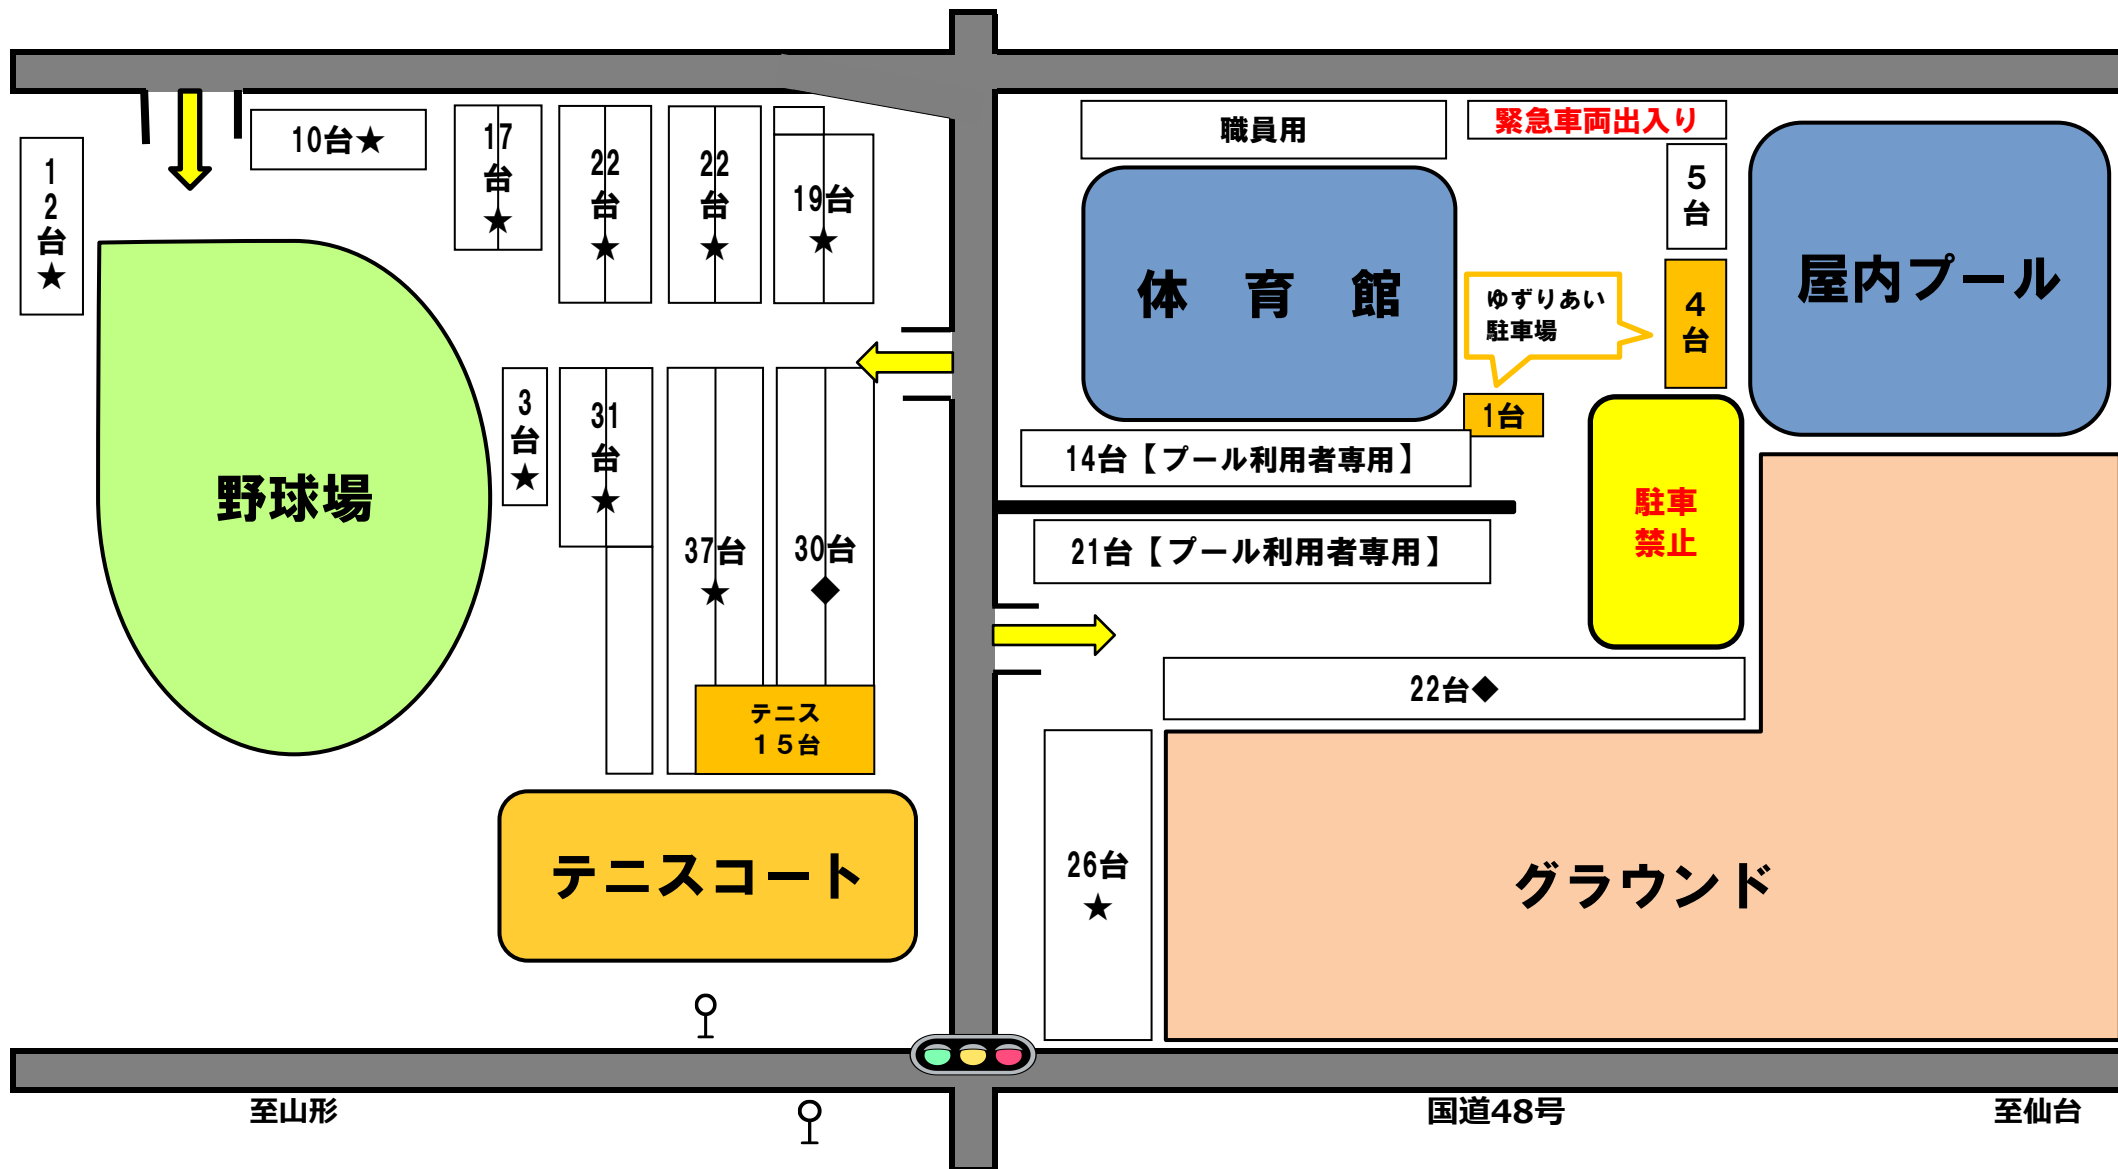 10台★
17
台
★
22
台
★
22
台
★
19台
★
1
2
台
★
職員用
緊急車両出入り
5
台
体 育 館
ゆずりあい
駐車場
4
台
屋内プール
1台
14台【プール利用者専用】
21台【プール利用者専用】
駐車
禁止
3
台
★
31
台
★
野球場
37台
★
30台
◆
テニス
15台
22台◆
テニスコート
26台
★
グラウンド
至山形
国道48号
至仙台